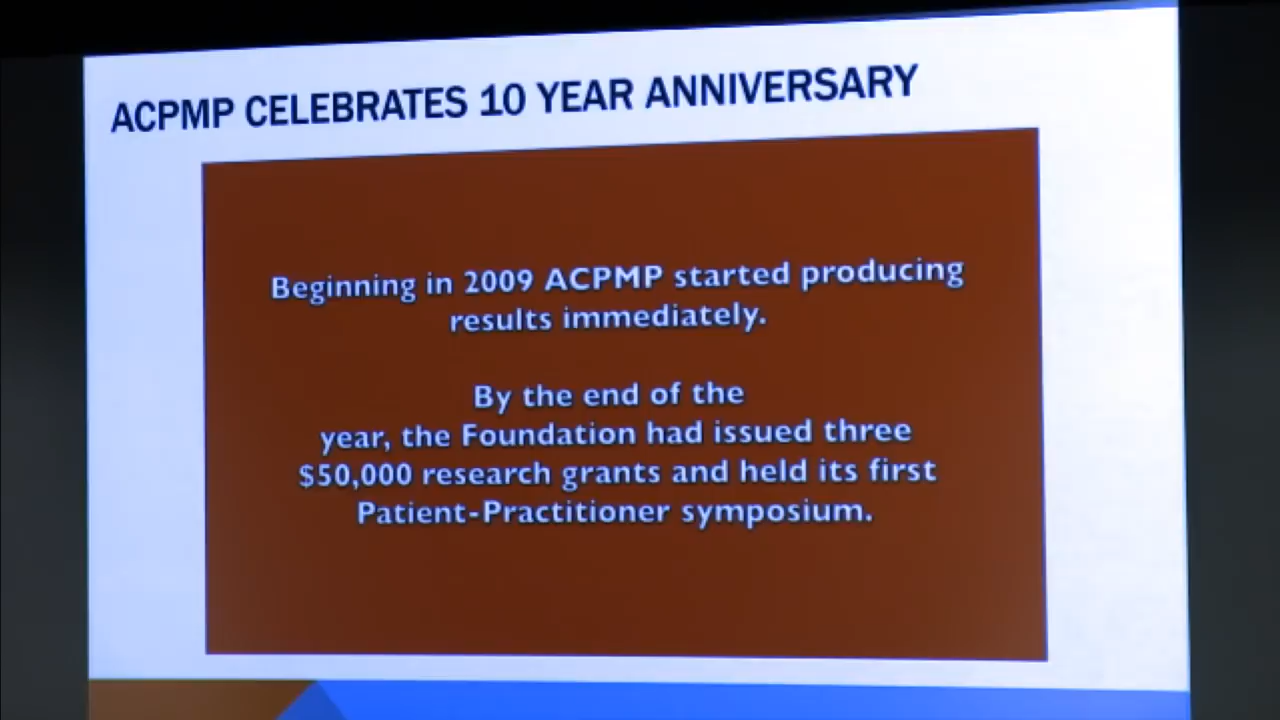 ACPMP CELEBRATES 10 YEAR ANNIVERSARY
Beginning in 2009 ACPMP started producing
results immediately.
By the end of the
year, the Foundation had issued three
$50,000 research grants and held its first
Patient-Practitioner symposium.